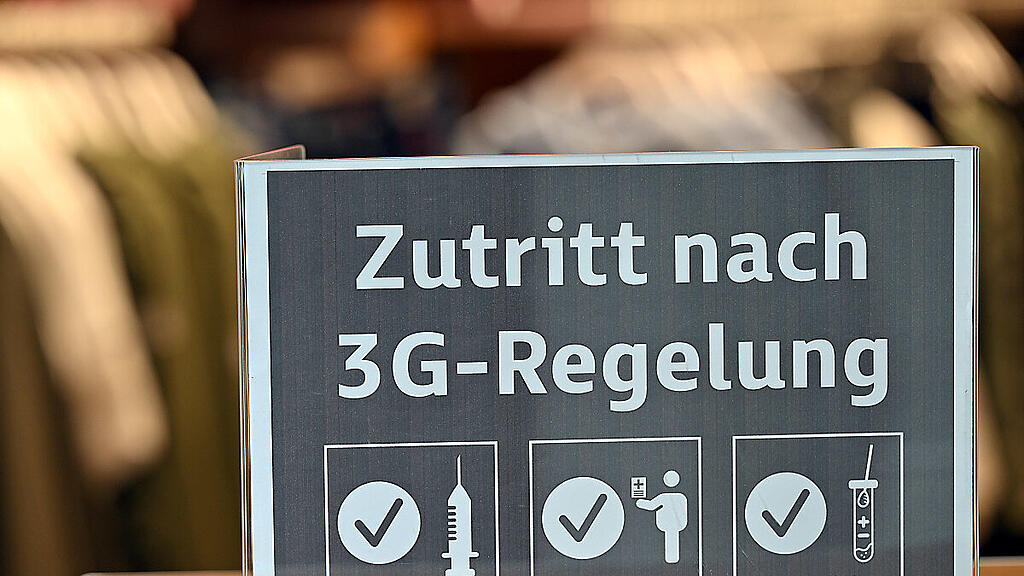 Zutritt nach
3G-Regelung